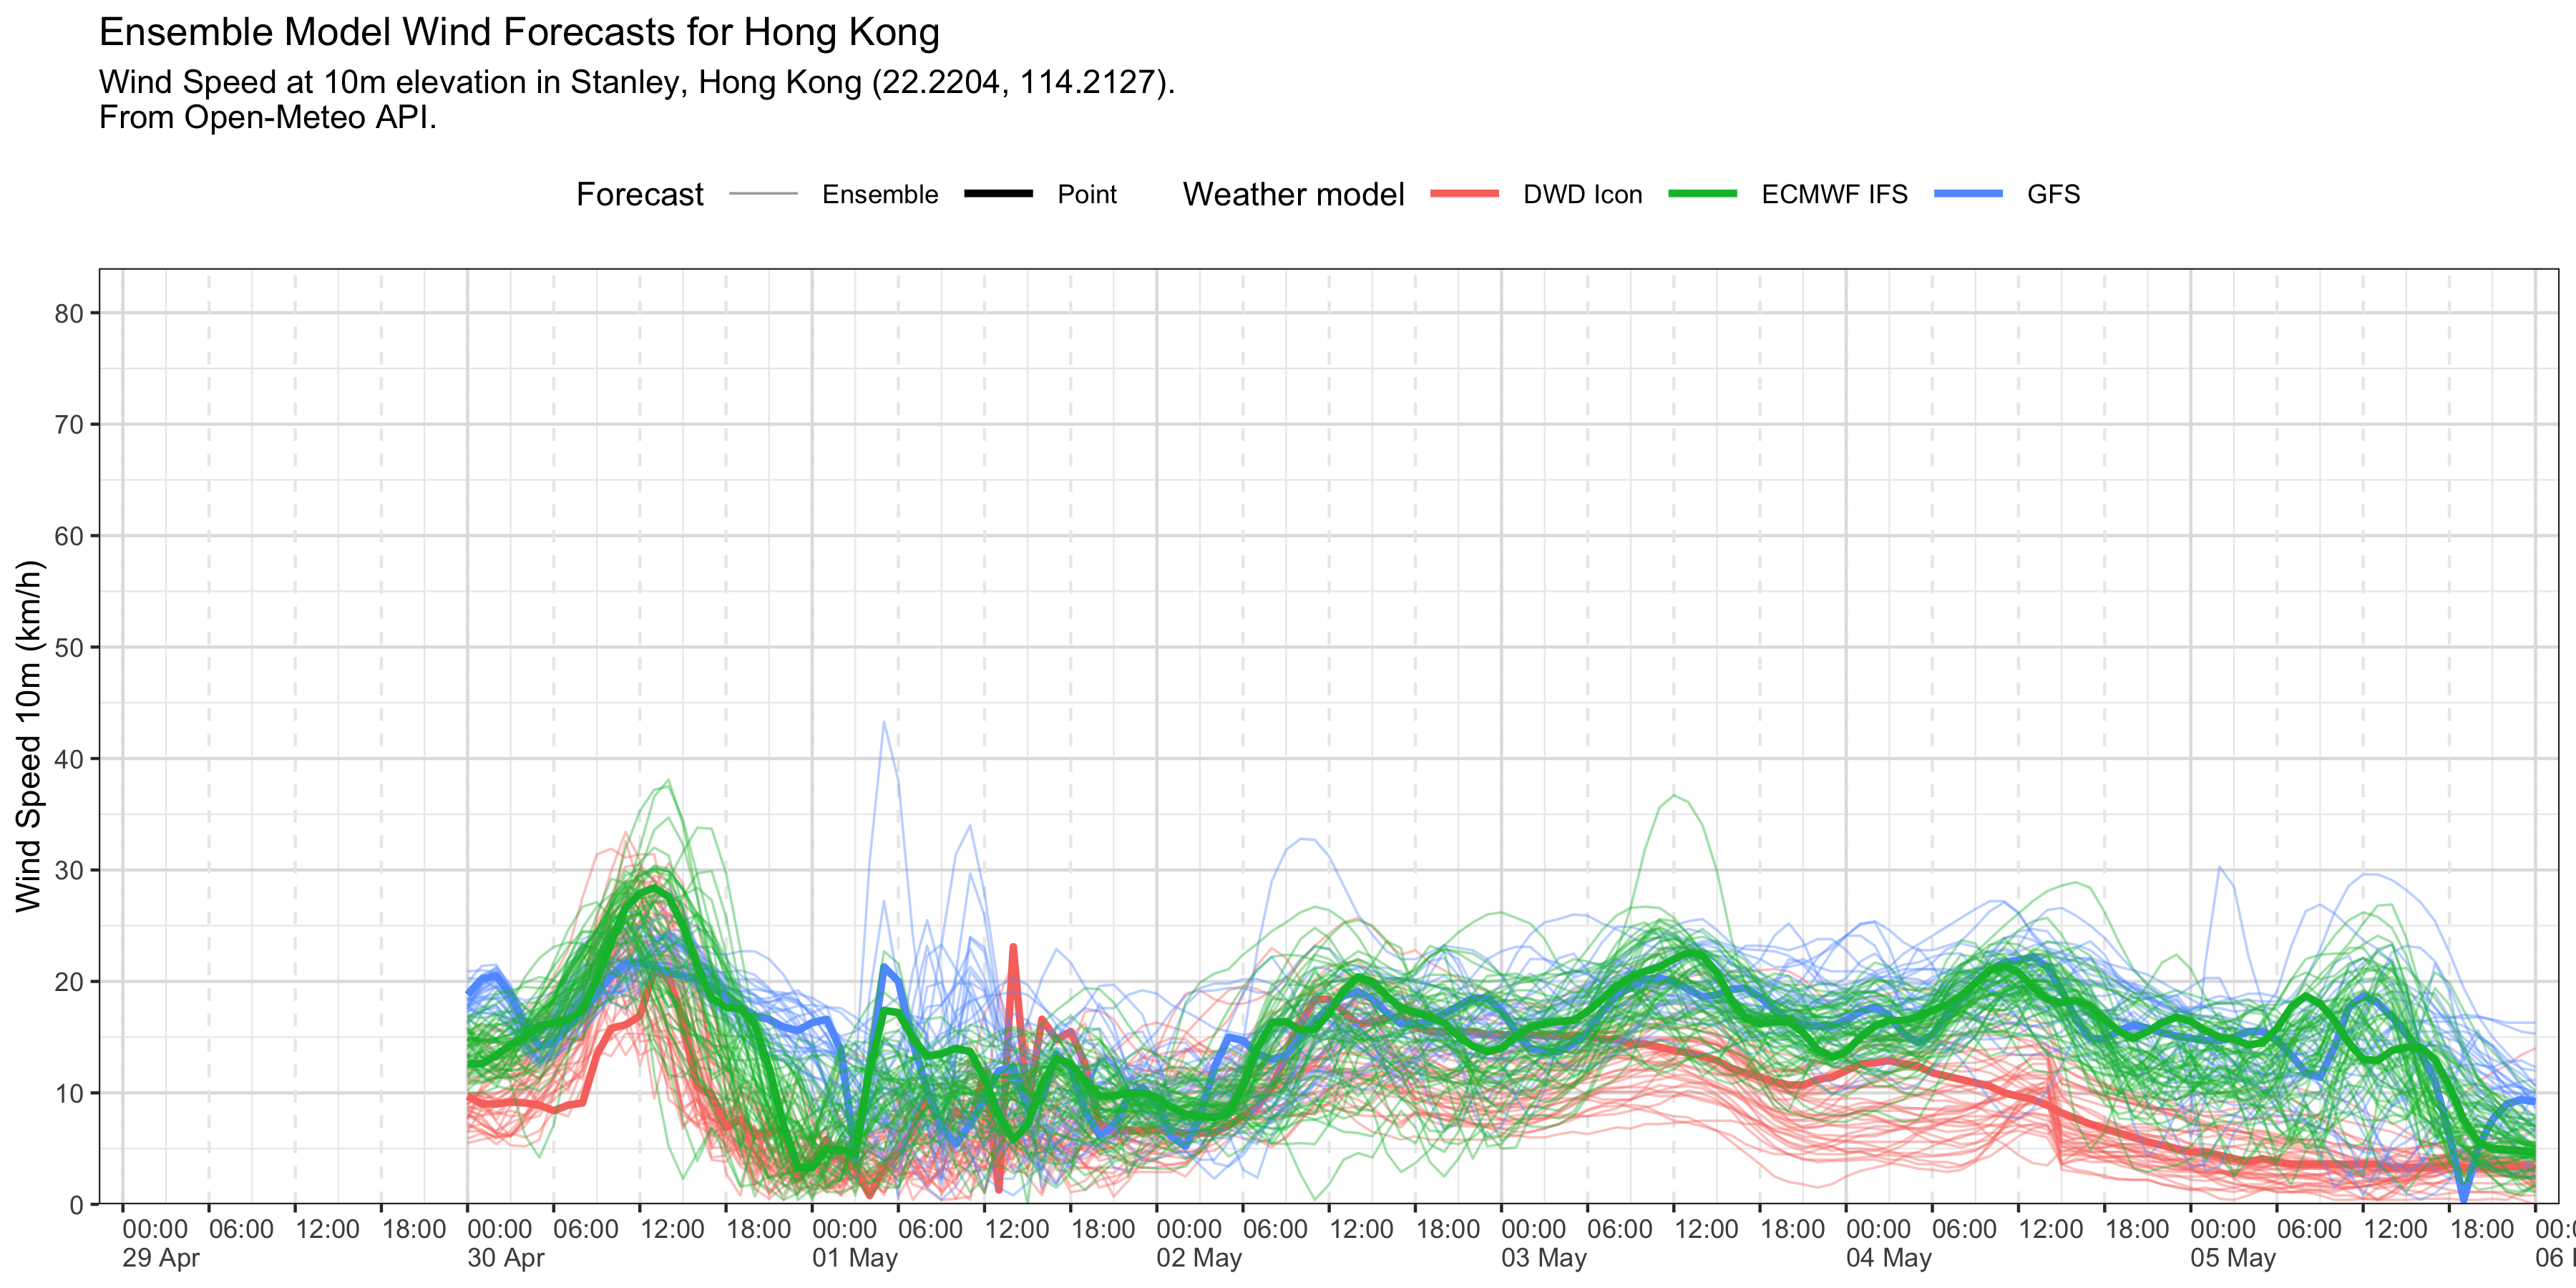 Ensemble Model Wind Forecasts for Hong Kong
Wind Speed at 10m elevation in Stanley, Hong Kong (22.2204, 114.2127).
From Open-Meteo API.
Forecast Ensemble Point Weather model DWD Icon ECMWF IFS GFS
Wind Speed 10m (km/h)
80
70
60
50
40
30
20
10
0
00:00 06:00 12:00 18:00 00:00 06:00 12:00 18:00 00:00 06:00 12:00 18:00 00:00 06:00 12:00 18:00 00:00 06:00 12:00 18:00 00:00 06:00 12:00 18:00 00:00 06:00 12:00 18:00
29 Apr 30 Apr 01 May 02 May 03 May 04 May 05 May 06